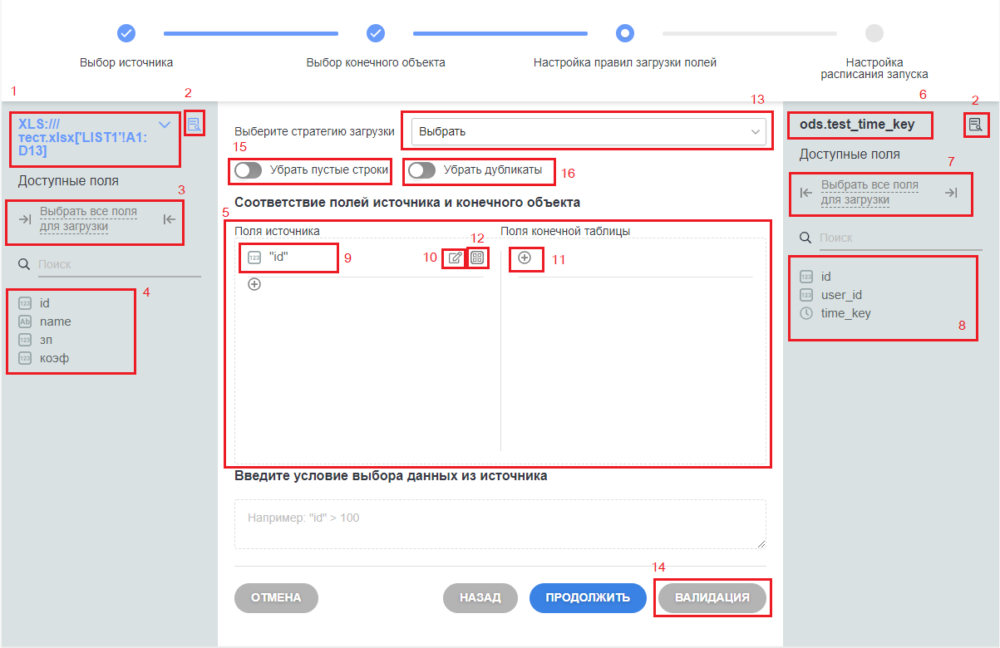 Выбор источника
Выбор конечного объекта
Настройка правил загрузки полей
Настройка
расписания запуска
1
2
XLS:///
тест.xlsx['LIST1'!A1:
D13]
Доступные поля
3
Выбрать все поля
для загрузки
Поиск
4
123 id
Ab name
123 зп
123 коэф
13
Выберите стратегию загрузки
Выбрать
15
Убрать пустые строки
Убрать дубликаты
16
Соответствие полей источника и конечного объекта
5
Поля источника
Поля конечной таблицы
12
123 "id"
9
10
11
Введите условие выбора данных из источника
Например: "id" > 100
14
ОТМЕНА
НАЗАД
ПРОДОЛЖИТЬ
ВАЛИДАЦИЯ
6
2
ods.test_time_key
Доступные поля
7
Выбрать все поля
для загрузки
Поиск
123 id
123 user_id
time_key
8